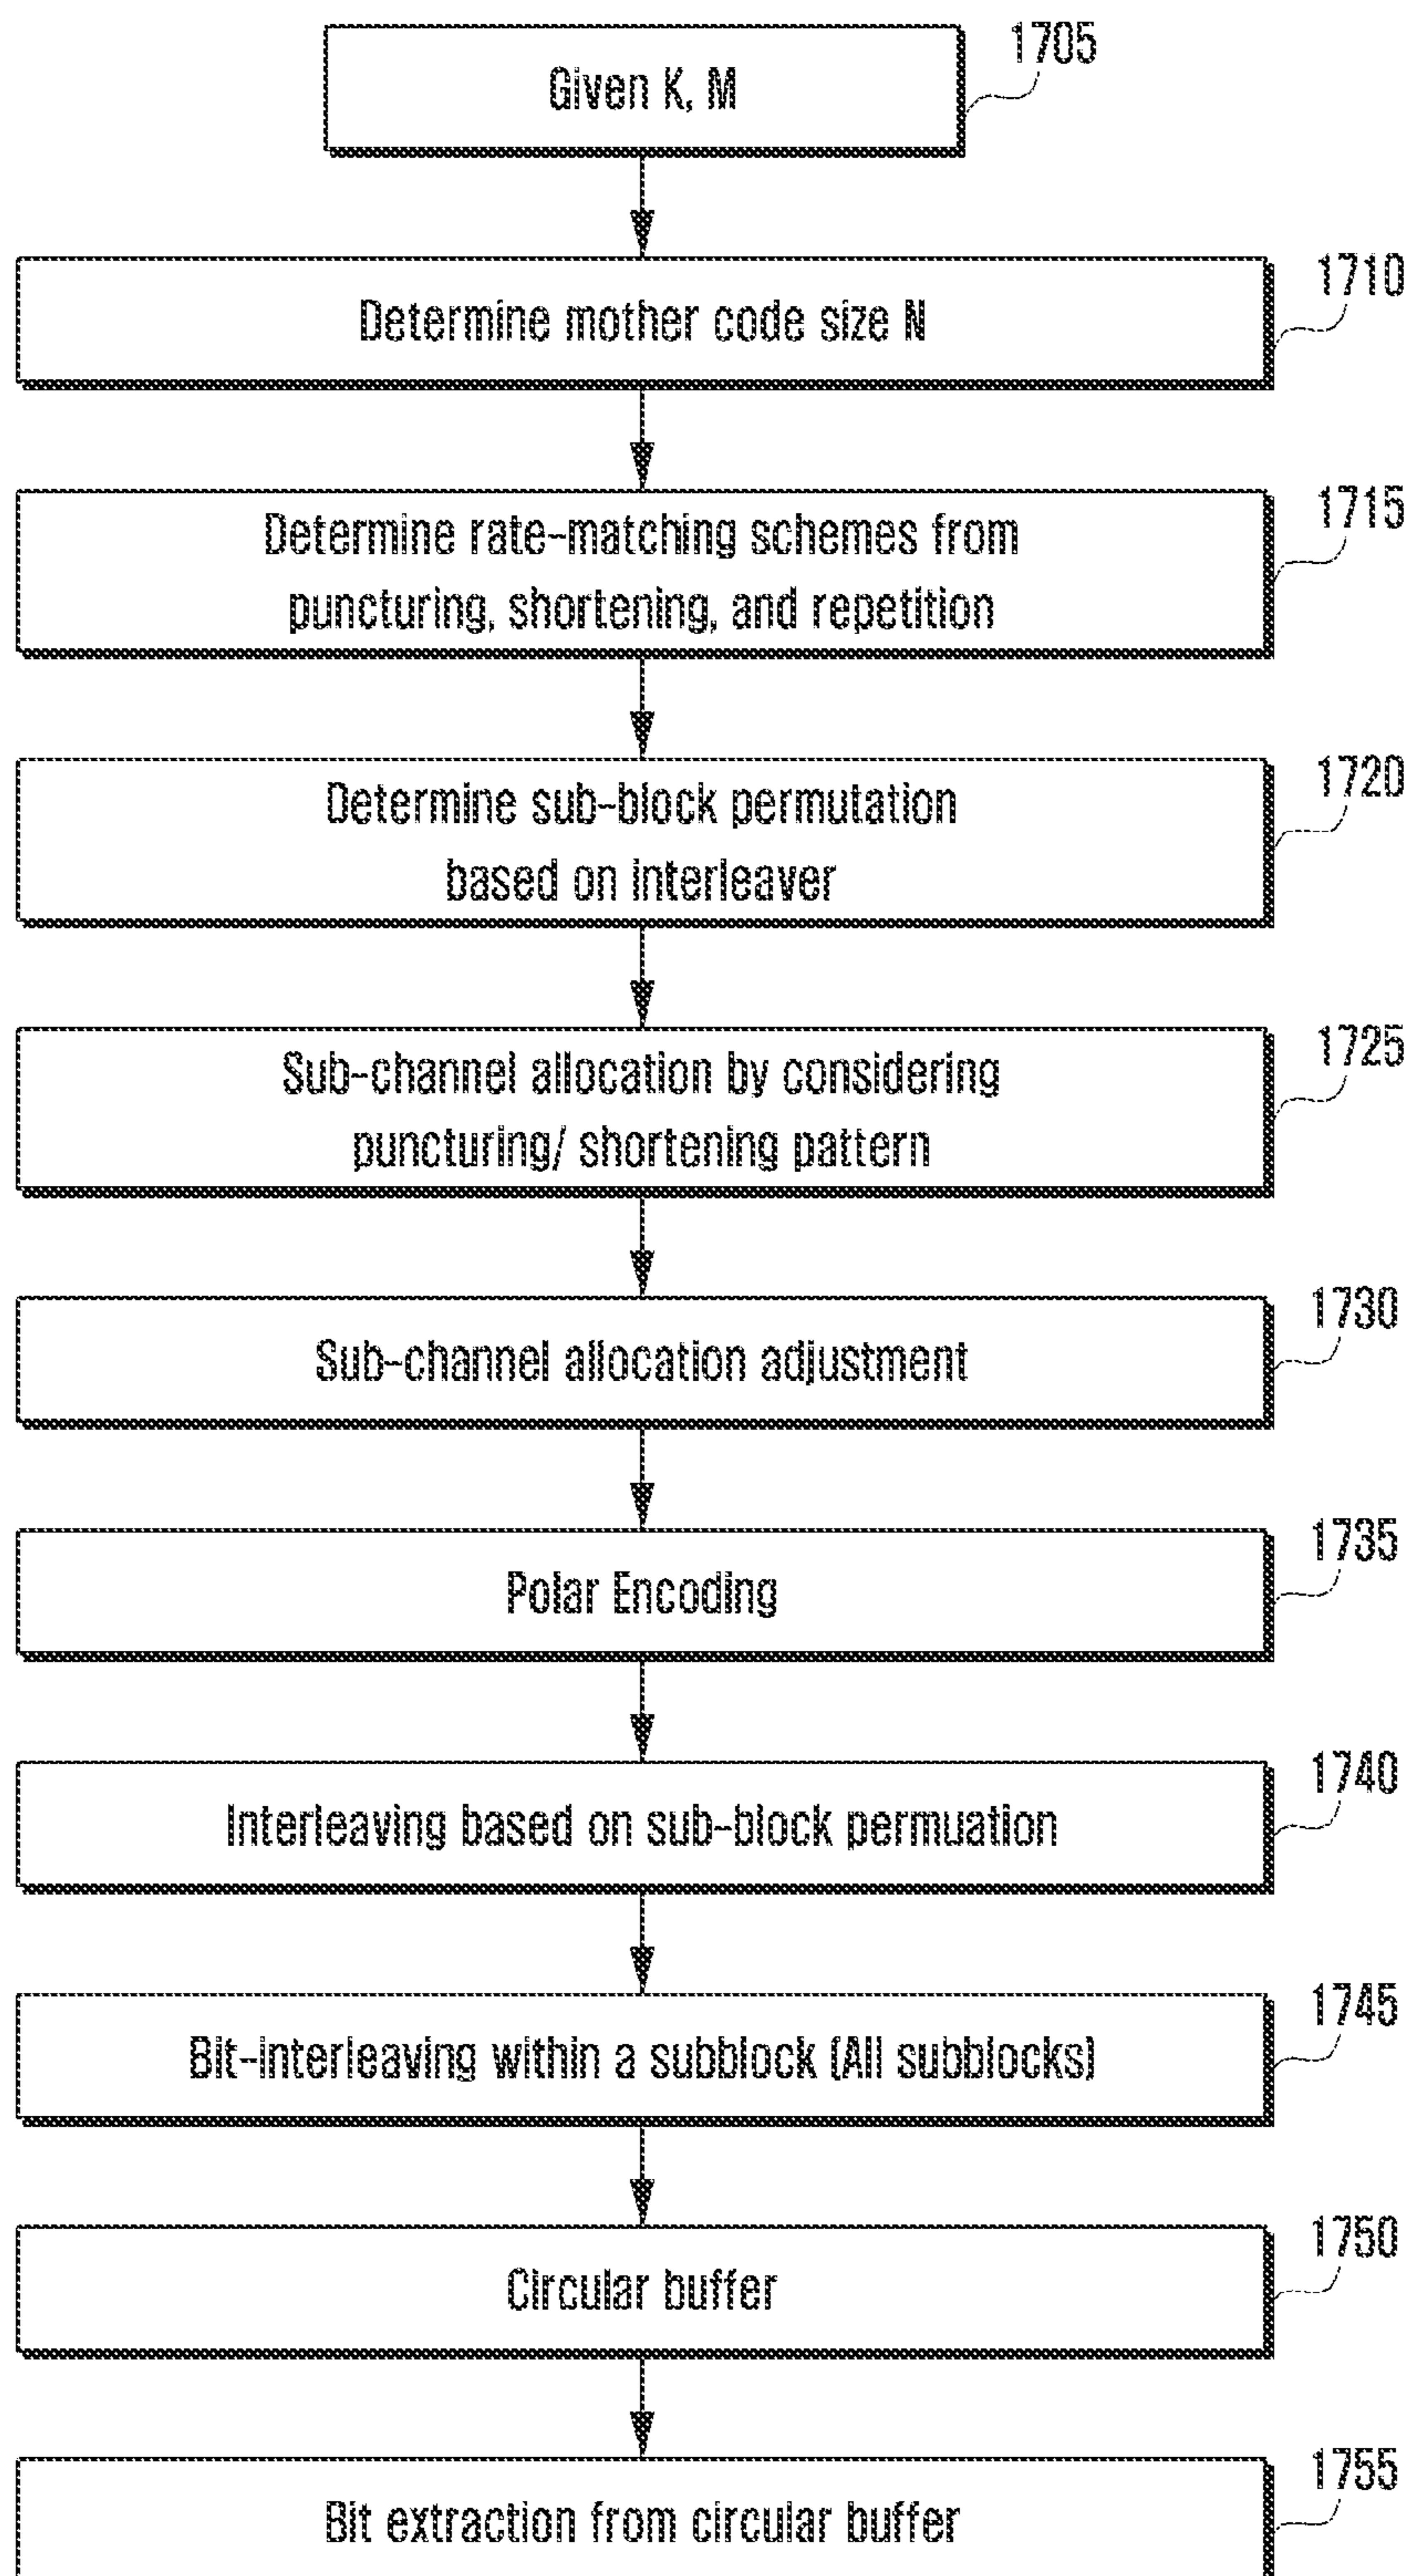 Given K, M
1705
Determine mother code size N
1710
Determine rate-matching schemes from
puncturing, shortening, and repetition
1715
Determine sub-block permutation
based on interleaver
1720
Sub-channel allocation by considering
puncturing/ shortening pattern
1725
Sub-channel allocation adjustment
1730
Polar Encoding
1735
Interleaving based on sub-block permuation
1740
Bit-interleaving within a subblock (All subblocks)
1745
Circular buffer
1750
Bit extraction from circular buffer
1755